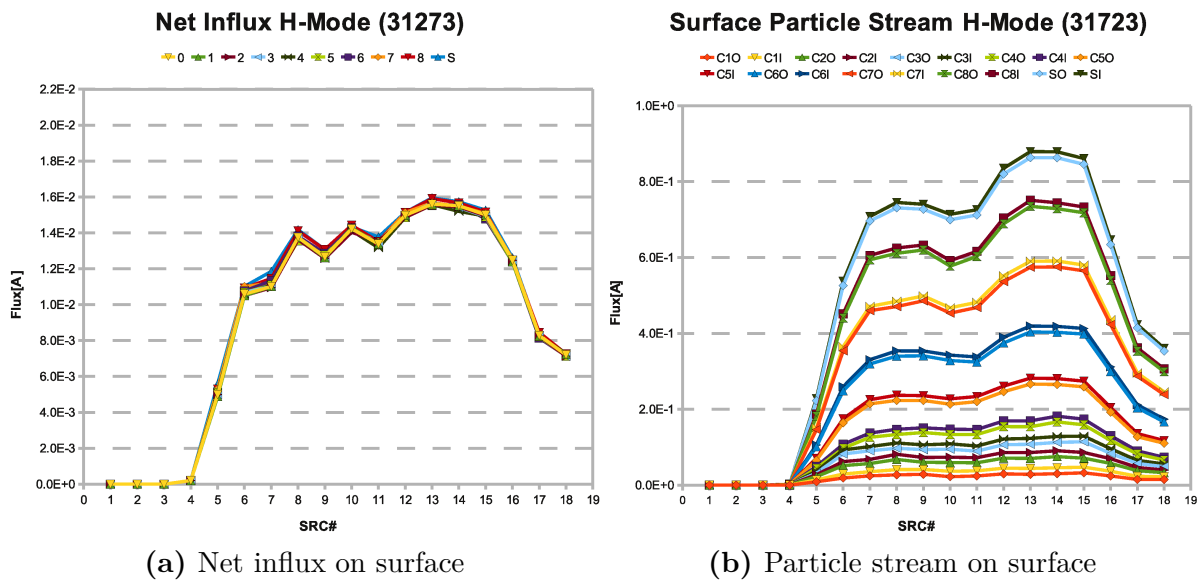 Net Influx H-Mode (31273)
0 1 2 3 4 5 6 7 8 S
2.2E-2
2.0E-2
1.8E-2
1.6E-2
1.4E-2
1.2E-2
1.0E-2
8.0E-3
6.0E-3
4.0E-3
2.0E-3
0.0E+0
Flux[A]
0 1 2 3 4 5 6 7 8 9 10 11 12 13 14 15 16 17 18 19
SRC#
(a) Net influx on surface
Surface Particle Stream H-Mode (31723)
C1O C1I C2O C2I C3O C3I C4O C4I C5O
C5I C6O C6I C7O C7I C8O C8I SO SI
1.0E+0
8.0E-1
6.0E-1
4.0E-1
2.0E-1
0.0E+0
Flux[A]
0 1 2 3 4 5 6 7 8 9 10 11 12 13 14 15 16 17 18 19
SRC#
(b) Particle stream on surface